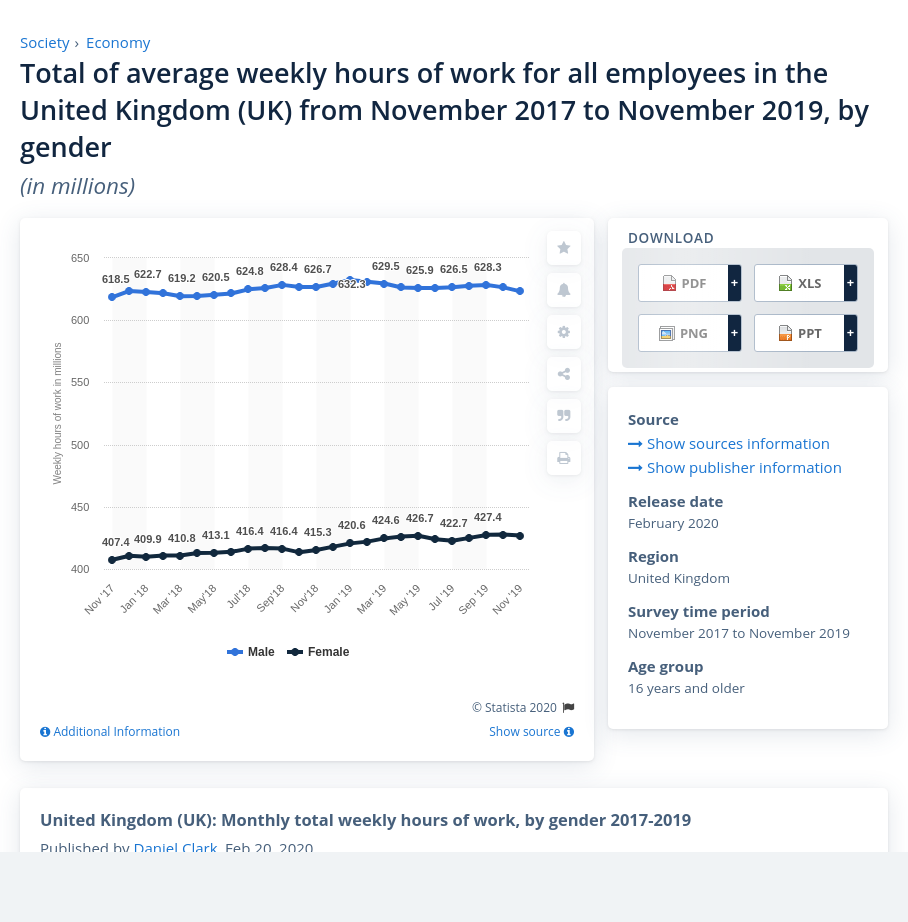 Society › Economy
Total of average weekly hours of work for all employees in the
United Kingdom (UK) from November 2017 to November 2019, by
gender
(in millions)
650
600
550
500
450
400
Weekly hours of work in millions
618.5 622.7 619.2 620.5 624.8 628.4 626.7 632.3 629.5 625.9 626.5 628.3
407.4 409.9 410.8 413.1 416.4 416.4 415.3 420.6 424.6 426.7 422.7 427.4
Nov '17 Jan '18 Mar '18 May'18 Jul'18 Sep'18 Nov'18 Jan '19 Mar '19 May '19 Jul '19 Sep '19 Nov '19
Male Female
© Statista 2020
Additional Information Show source
DOWNLOAD
PDF + XLS +
PNG + PPT +
Source
Show sources information
Show publisher information
Release date
February 2020
Region
United Kingdom
Survey time period
November 2017 to November 2019
Age group
16 years and older
United Kingdom (UK): Monthly total weekly hours of work, by gender 2017-2019
Published by Daniel Clark, Feb 20, 2020